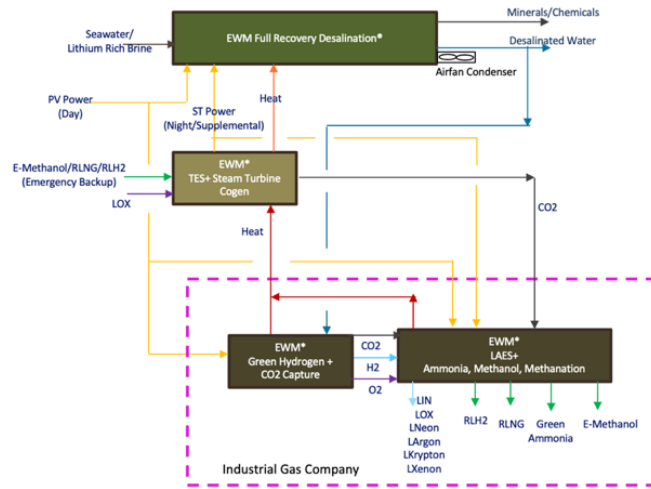 Minerals/Chemicals
Seawater/
Lithium Rich Brine
EWM Full Recovery Desalination®
Desalinated Water
Airfan Condenser
PV Power
(Day)
ST Power
(Night/Supplemental)
Heat
E-Methanol/RLNG/RLH2
(Emergency Backup)
LOX
EWM®
TES+ Steam Turbine
Cogen
CO2
Heat
EWM®
Green Hydrogen +
CO2 Capture
CO2
H2
O2
EWM®
LAES+
Ammonia, Methanol, Methanation
LIN
LOX
LNeon
LArgon
LKrypton
LXenon
RLH2
RLNG
Green
Ammonia
E-Methanol
Industrial Gas Company